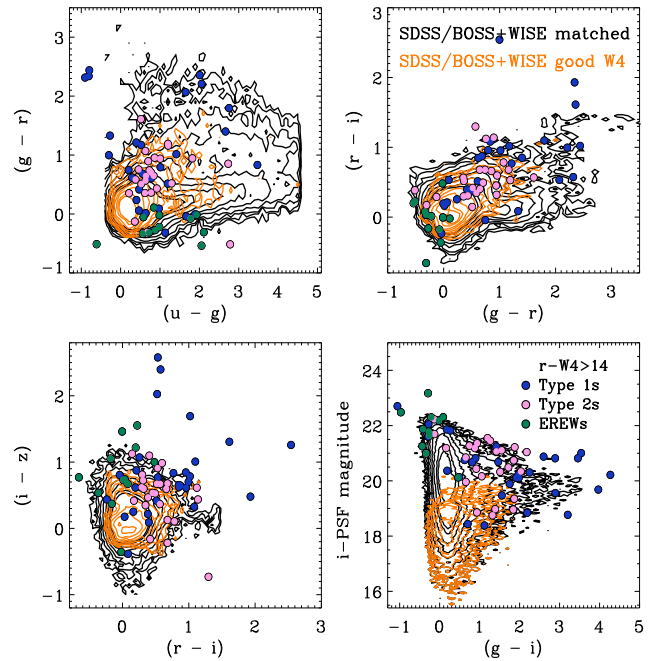 3
2
1
0
−1
(g − r)
−1 0 1 2 3 4 5
(u − g)
SDSS/BOSS+WISE matched
SDSS/BOSS+WISE good W4
2
1
0
(r − i)
−1 0 1 2 3
(g − r)
2
1
0
−1
(i − z)
0 1 2 3
(r − i)
r−W4>14
Type 1s
Type 2s
EREWs
24
22
20
18
16
i−PSF magnitude
−1 0 1 2 3 4 5
(g − i)